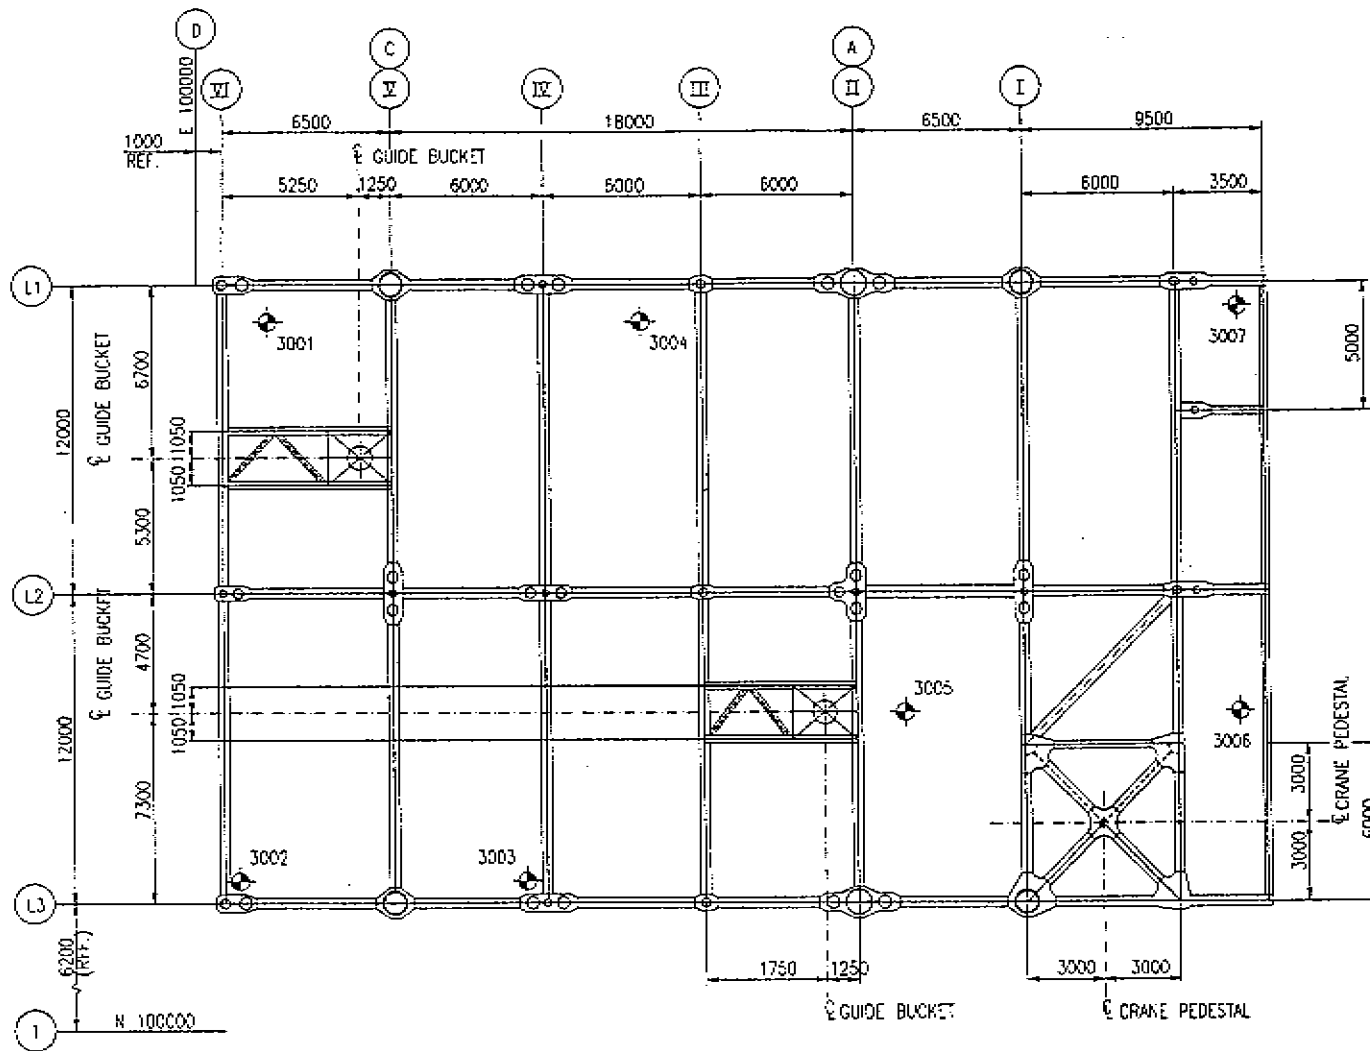 D
C
A
VI
V
IV
III
II
I
E 100000
6500
18000
6500
9500
1000
REF.
℄ GUIDE BUCKET
5250
1250
6000
6000
6000
6000
3500
L1
3001
3004
3007
℄ GUIDE BUCKET
6700
5000
12000
1050
1050
5300
L2
℄ GUIDE BUCKET
4700
1050
1050
3005
3006
℄ CRANE PEDESTAL
12000
7300
3000
3000
6000
3002
3003
L3
6200
(REF.)
1750
1250
3000
3000
℄ GUIDE BUCKET
℄ CRANE PEDESTAL
1
N 100000